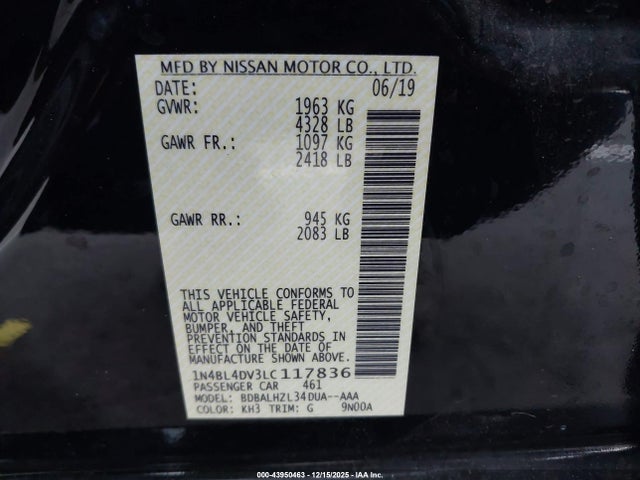 MFD BY NISSAN MOTOR CO., LTD.
DATE: 06/19
GVWR: 1963 KG
4328 LB
GAWR FR.: 1097 KG
2418 LB
GAWR RR.: 945 KG
2083 LB
THIS VEHICLE CONFORMS TO
ALL APPLICABLE FEDERAL
MOTOR VEHICLE SAFETY,
BUMPER, AND THEFT
PREVENTION STANDARDS IN
EFFECT ON THE DATE OF
MANUFACTURE SHOWN ABOVE.
1N4BL4DV3LC117836
PASSENGER CAR 461
MODEL: BDBALHZL34DUA--AAA
COLOR: KH3 TRIM: G 9N00A
000-43950463 - 12/15/2025 - IAA Inc.